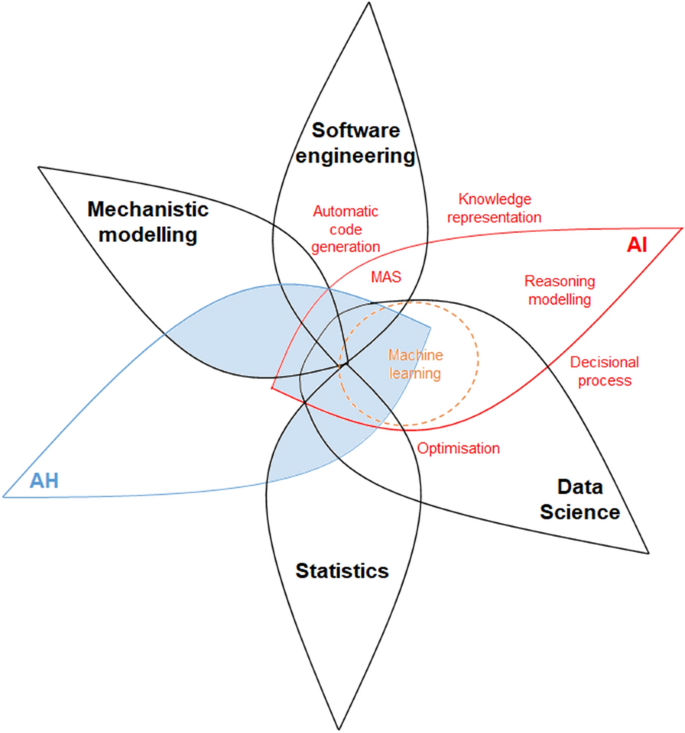 Software
engineering
Mechanistic
modelling
Automatic
code
generation
Knowledge
representation
AI
MAS
Reasoning
modelling
Machine
learning
Decisional
process
Optimisation
AH
Data
Science
Statistics